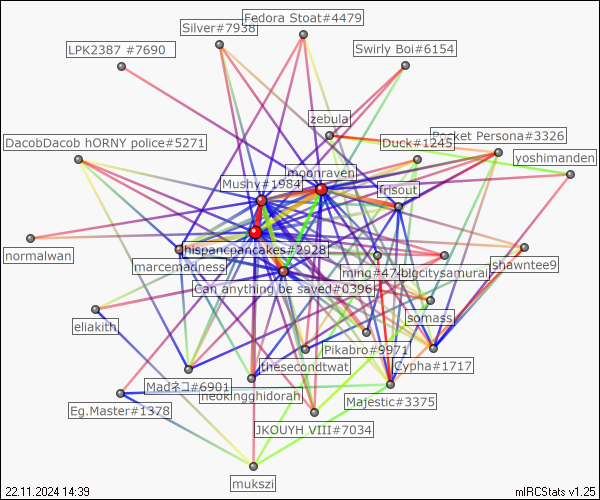 Fedora Stoat#4479
Silver#7938
LPK2387 #7690
Swirly Boi#6154
zebula
DacobDacob hORNY police#5271
Duck#1245
Pocket Persona#3326
yoshimanden
moonraven
Mushy#1984
frisout
normalwan
hispancpancakes#2928
marcemadness
ming#474
bigcitysamurai
shawntee9
Can anything be saved#0396
eliakith
somassi
Pikabro#9971
thesecondtwat
Cypha#1717
Madネコ#6901
neokingghidorah
Eg.Master#1378
Majestic#3375
JKOUYH VIII#7034
mukszi
22.11.2024 14:39
mIRCStats v1.25